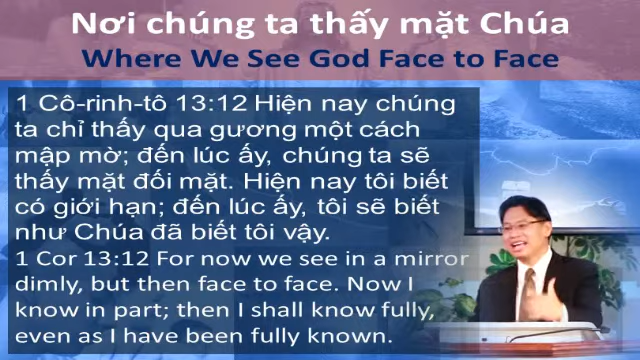 Nơi chúng ta thấy mặt Chúa
Where We See God Face to Face
1 Cô-rinh-tô 13:12 Hiện nay chúng
ta chỉ thấy qua gương một cách
mập mờ; đến lúc ấy, chúng ta sẽ
thấy mặt đối mặt. Hiện nay tôi biết
có giới hạn; đến lúc ấy, tôi sẽ biết
như Chúa đã biết tôi vậy.
1 Cor 13:12 For now we see in a mirror
dimly, but then face to face. Now I
know in part; then I shall know fully,
even as I have been fully known.